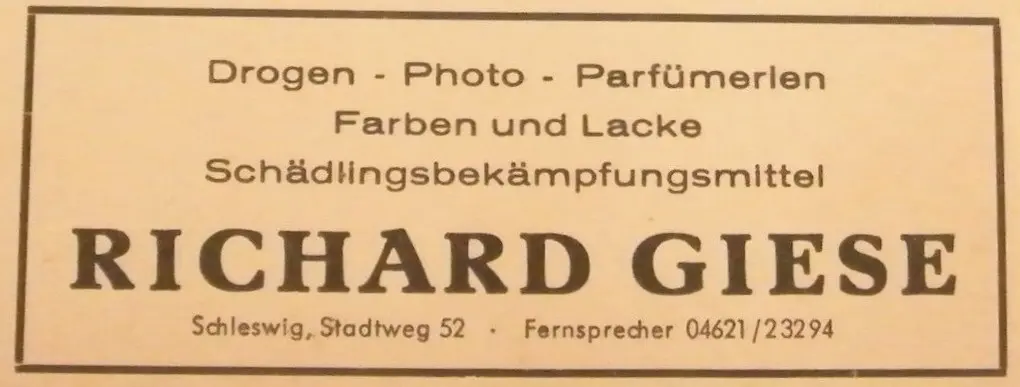 Drogen - Photo - Parfümerien
Farben und Lacke
Schädlingsbekämpfungsmittel
RICHARD GIESE
Schleswig, Stadtweg 52 · Fernsprecher 04621/23294